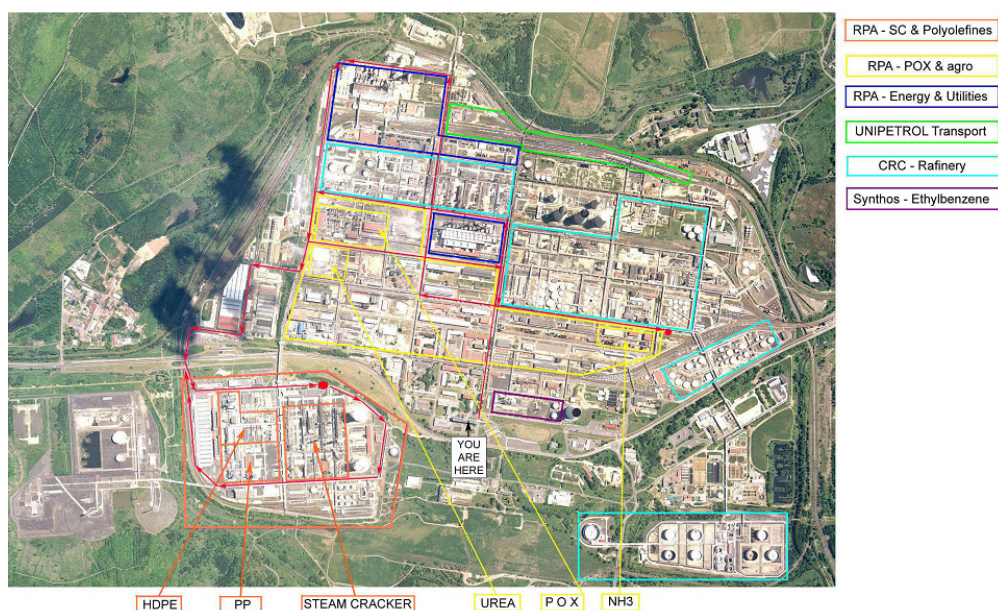 RPA - SC & Polyolefines
RPA - POX & agro
RPA - Energy & Utilities
UNIPETROL Transport
CRC - Rafinery
Synthos - Ethylbenzene
YOU
ARE
HERE
HDPE
PP
STEAM CRACKER
UREA
P O X
NH3